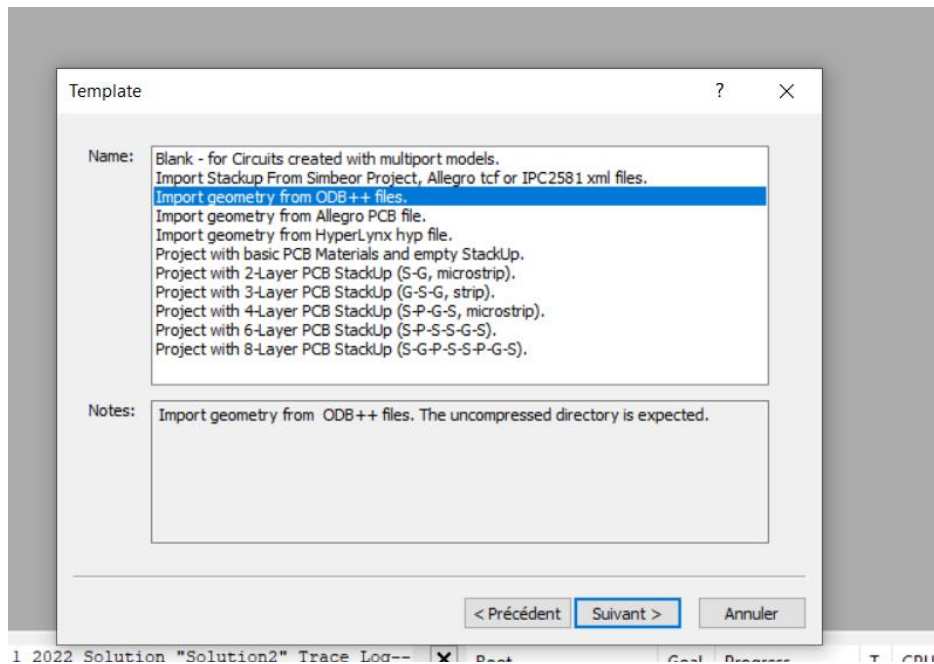 Template
?
Name:
Blank - for Circuits created with multiport models.
Import Stackup From Simbeor Project, Allegro tcf or IPC2581 xml files.
Import geometry from ODB++ files.
Import geometry from Allegro PCB file.
Import geometry from HyperLynx hyp file.
Project with basic PCB Materials and empty StackUp.
Project with 2-Layer PCB StackUp (S-G, microstrip).
Project with 3-Layer PCB StackUp (G-S-G, strip).
Project with 4-Layer PCB StackUp (S-P-G-S, microstrip).
Project with 6-Layer PCB StackUp (S-P-S-S-G-S).
Project with 8-Layer PCB StackUp (S-G-P-S-S-P-G-S).
Notes:
Import geometry from ODB++ files. The uncompressed directory is expected.
< Précédent
Suivant >
Annuler
1 2022 Solution "Solution2" Trace Log--
Root Goal Progress T CPU